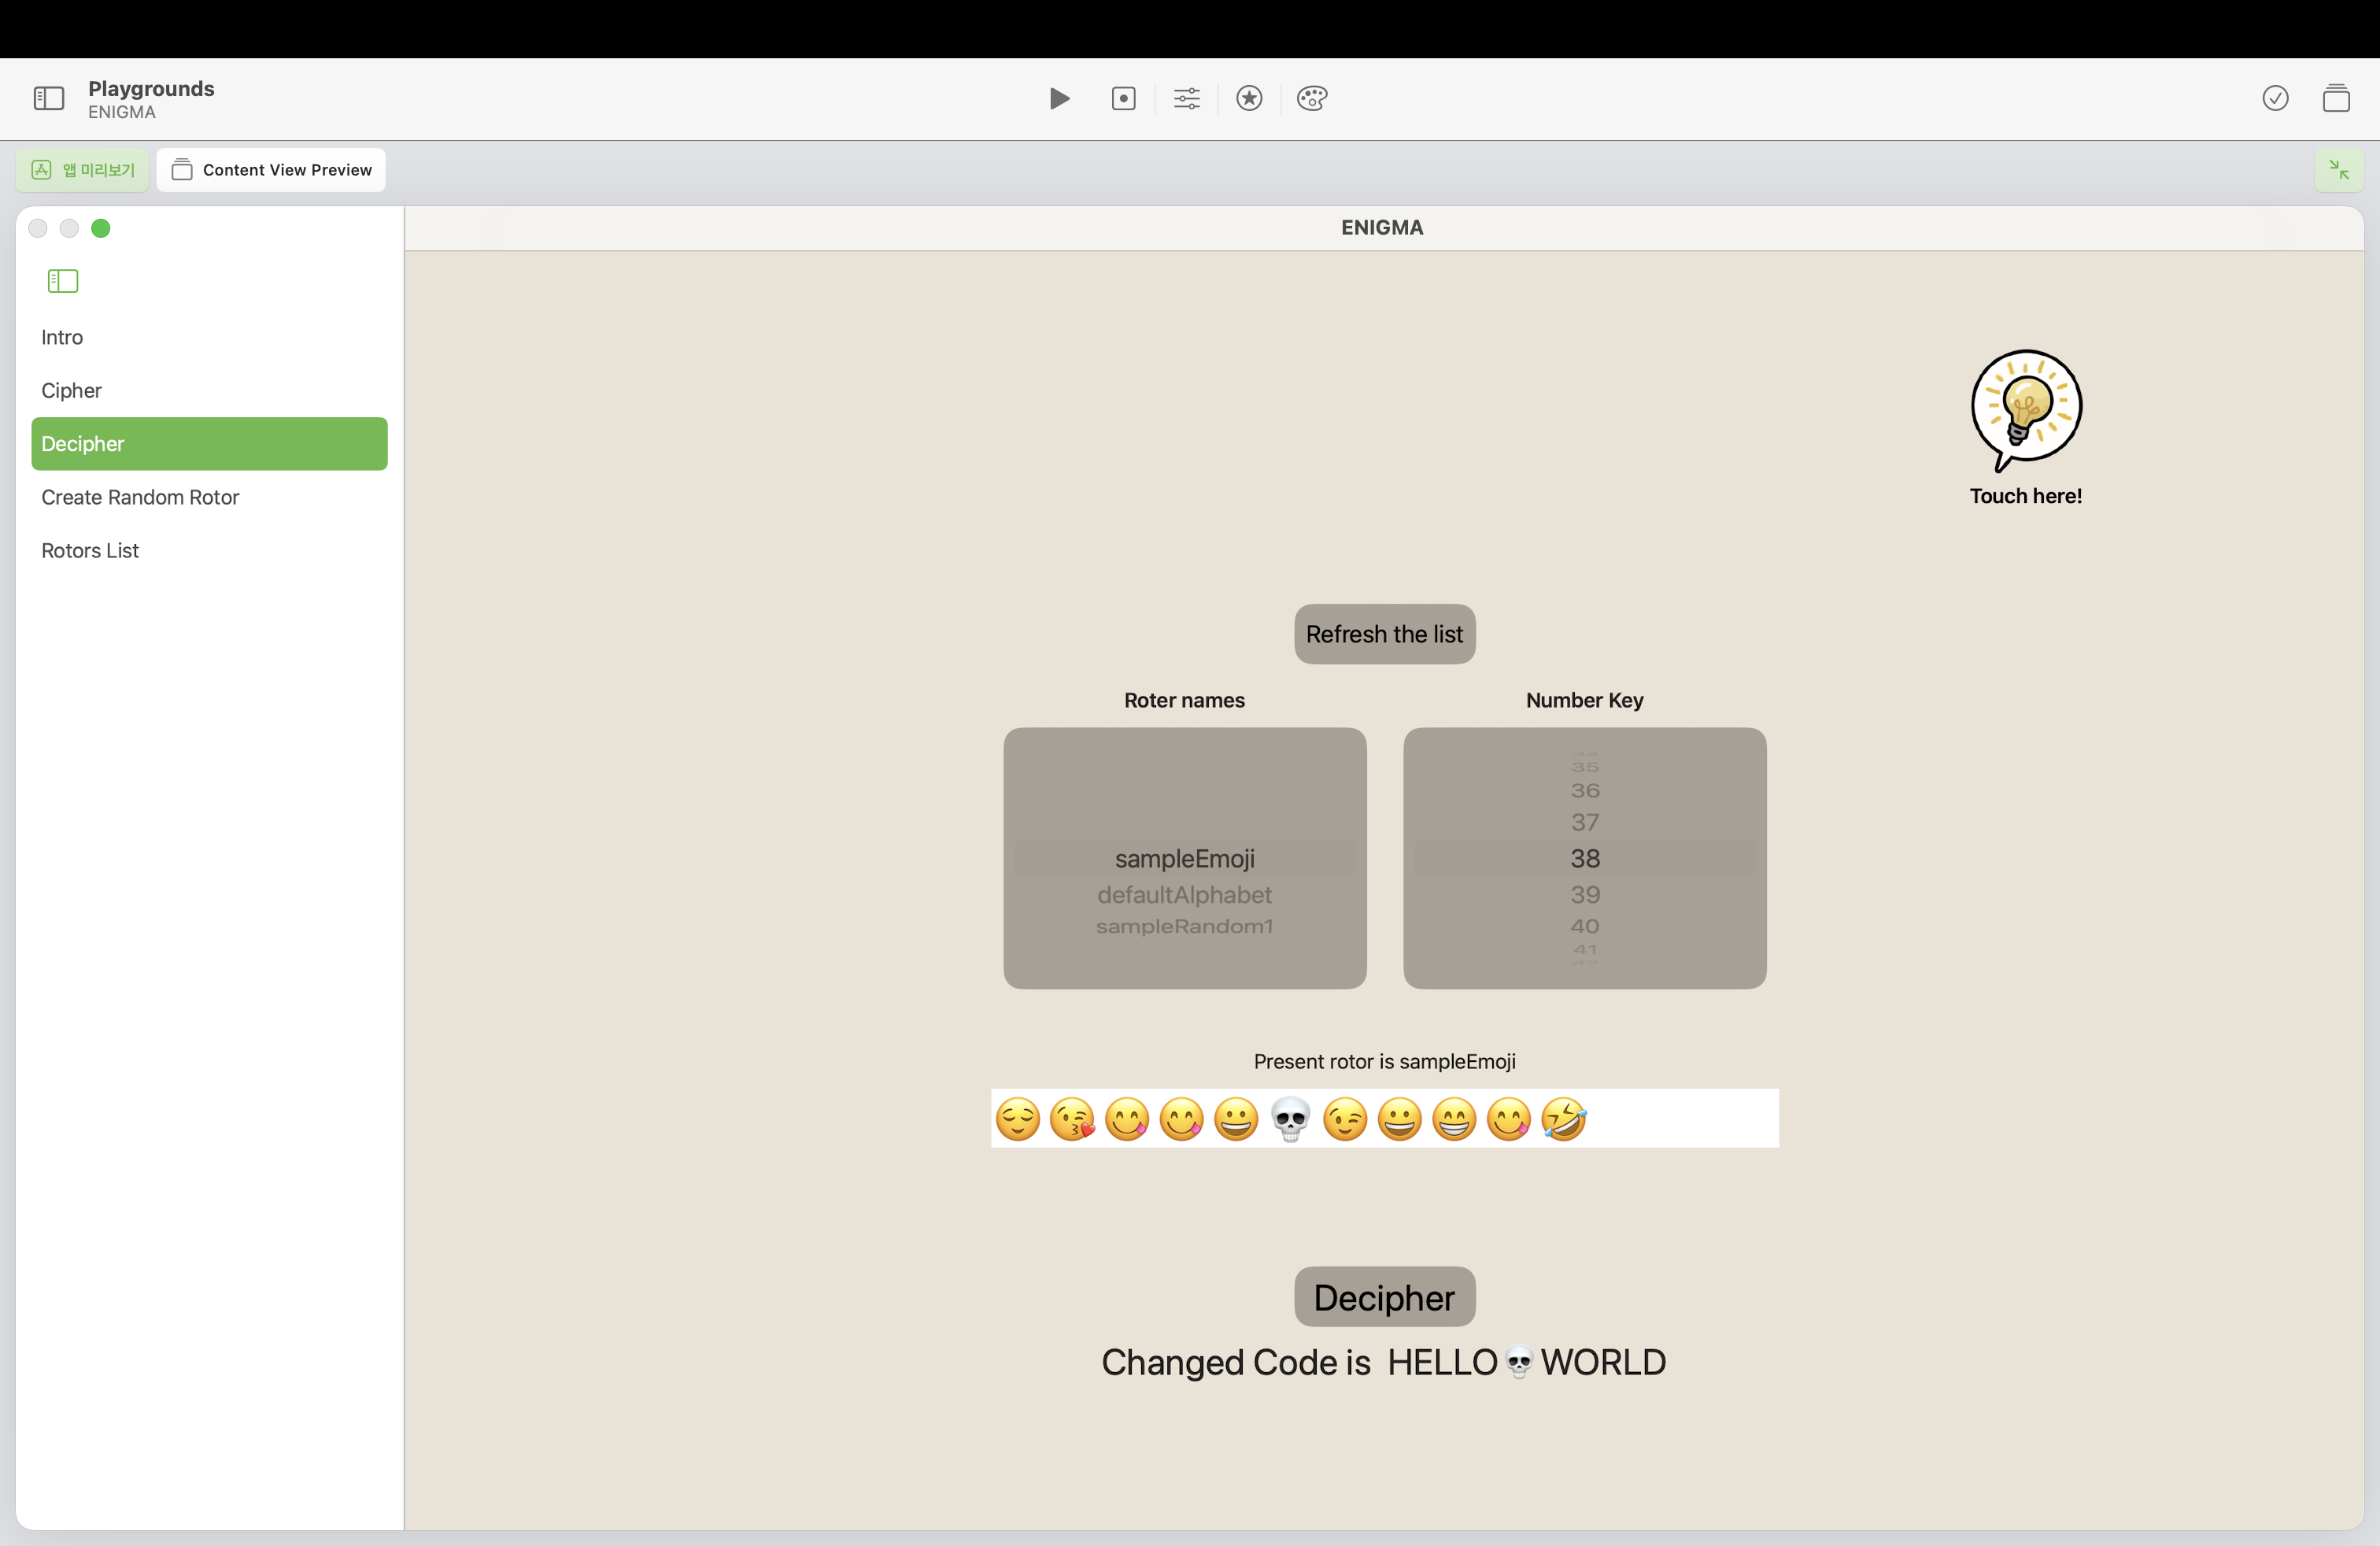 Playgrounds
ENIGMA
앱 미리보기
Content View Preview
ENIGMA
Intro
Cipher
Decipher
Create Random Rotor
Rotors List
Touch here!
Refresh the list
Roter names
Number Key
sampleEmoji
defaultAlphabet
sampleRandom1
35
36
37
38
39
40
41
Present rotor is sampleEmoji
😌😘😋😋😀💀😉😀😁😋🤣
Decipher
Changed Code is HELLO💀WORLD